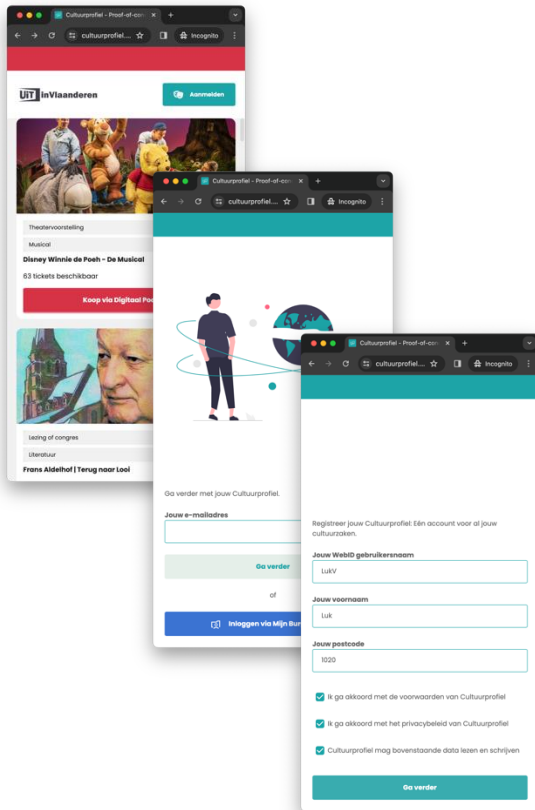 Cultuurprofiel - Proof-of-con
cultuurprofiel....
Incognito
UiT inVlaanderen
Aanmelden
Theatervoorstelling
Musical
Disney Winnie de Poeh - De Musical
63 tickets beschikbaar
Koop via Digitaal
Lezing of congres
Literatuur
Frans Aldelhof | Terug naar Looi
Cultuurprofiel - Proof-of-con
cultuurprofiel....
Incognito
Ga verder met jouw Cultuurprofiel.
Jouw e-mailadres
Ga verder
of
Inloggen via Mijn
Cultuurprofiel - Proof-of-con
cultuurprofiel....
Incognito
Registreer jouw Cultuurprofiel: Eén account voor al jouw
cultuurzaken.
Jouw WebID gebruikersnaam
LukV
Jouw voornaam
Luk
Jouw postcode
1020
Ik ga akkoord met de voorwaarden van Cultuurprofiel
Ik ga akkoord met het privacybeleid van Cultuurprofiel
Cultuurprofiel mag bovenstaande data lezen en schrijven
Ga verder